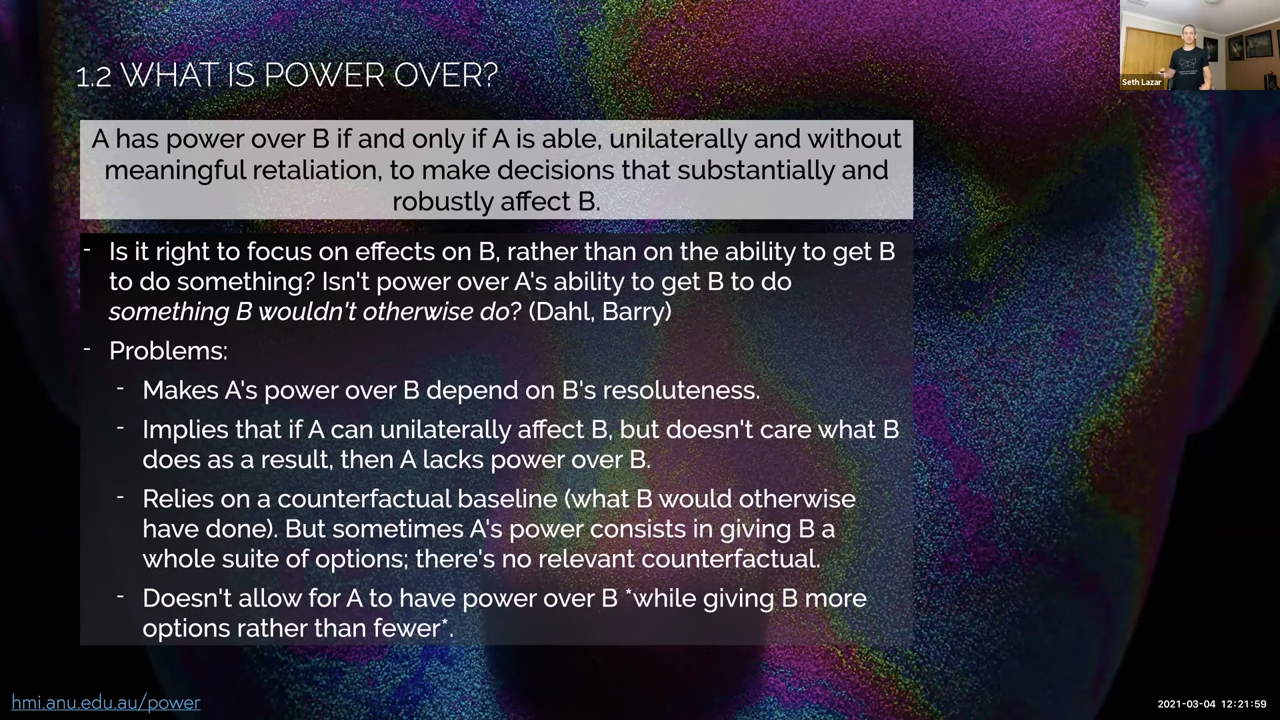 1.2 WHAT IS POWER OVER?
Seth Lazar
A has power over B if and only if A is able, unilaterally and without
meaningful retaliation, to make decisions that substantially and
robustly affect B.
- Is it right to focus on effects on B, rather than on the ability to get B
to do something? Isn't power over A's ability to get B to do
something B wouldn't otherwise do? (Dahl, Barry)
- Problems:
- Makes A's power over B depend on B's resoluteness.
- Implies that if A can unilaterally affect B, but doesn't care what B
does as a result, then A lacks power over B.
- Relies on a counterfactual baseline (what B would otherwise
have done). But sometimes A's power consists in giving B a
whole suite of options; there's no relevant counterfactual.
- Doesn't allow for A to have power over B *while giving B more
options rather than fewer*.
hmi.anu.edu.au/power
2021-03-04 12:21:59